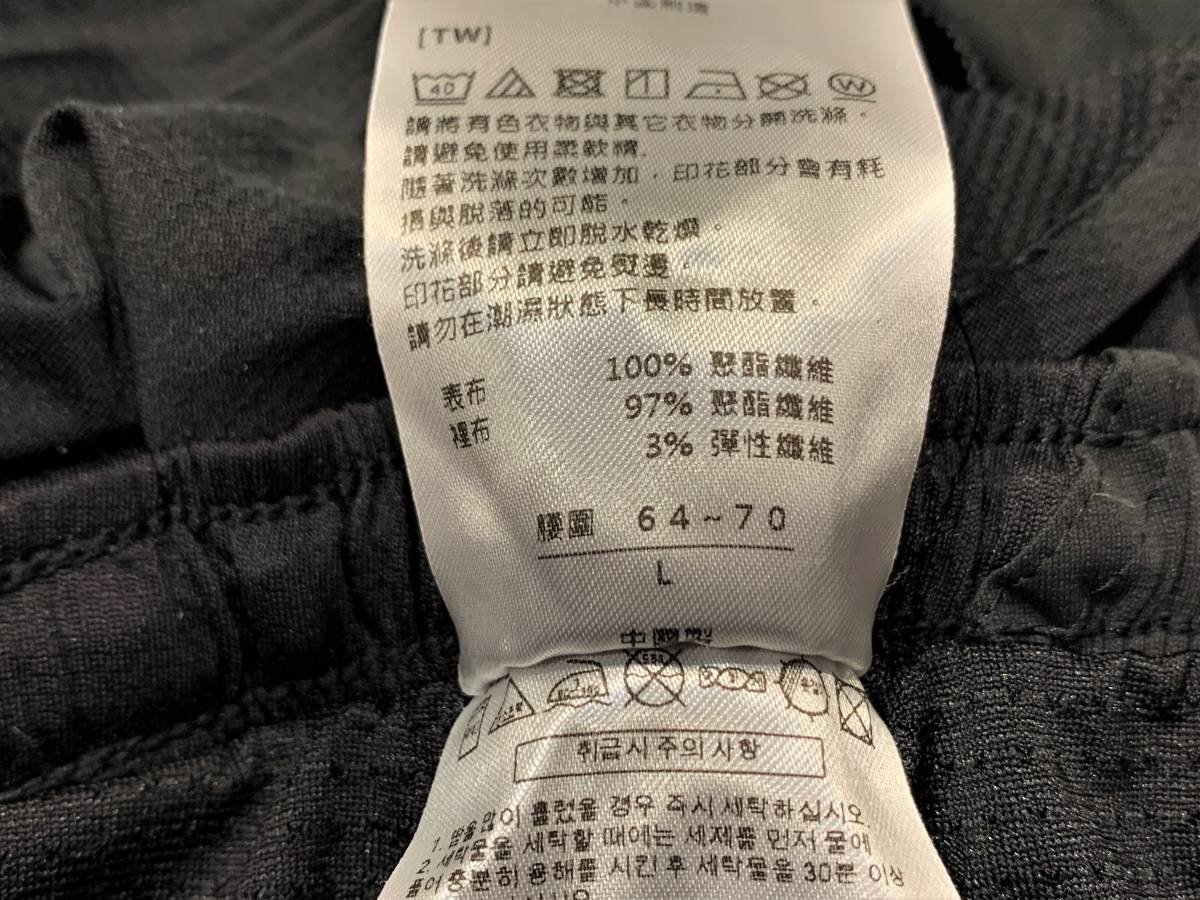 [TW]
40
請將有色衣物與其它衣物分開洗滌。
請避免使用柔軟精.
隨著洗滌次數增加，印花部分會有耗
損與脫落的可能。
洗滌後請立即脫水乾燥。
印花部分請避免熨燙。
請勿在潮濕狀態下長時間放置。
表布 100% 聚酯纖維
裡布 97% 聚酯纖維
3% 彈性纖維
腰圍 64~70
L
취급시 주의사항
1. 땀을 많이 흘렸을 경우 즉시 세탁하십시오.
2. 세탁물을 세탁할 때에는 세제를 먼저 물에
풀어 충분히 용해를 시킨 후 세탁물을 30분 이상